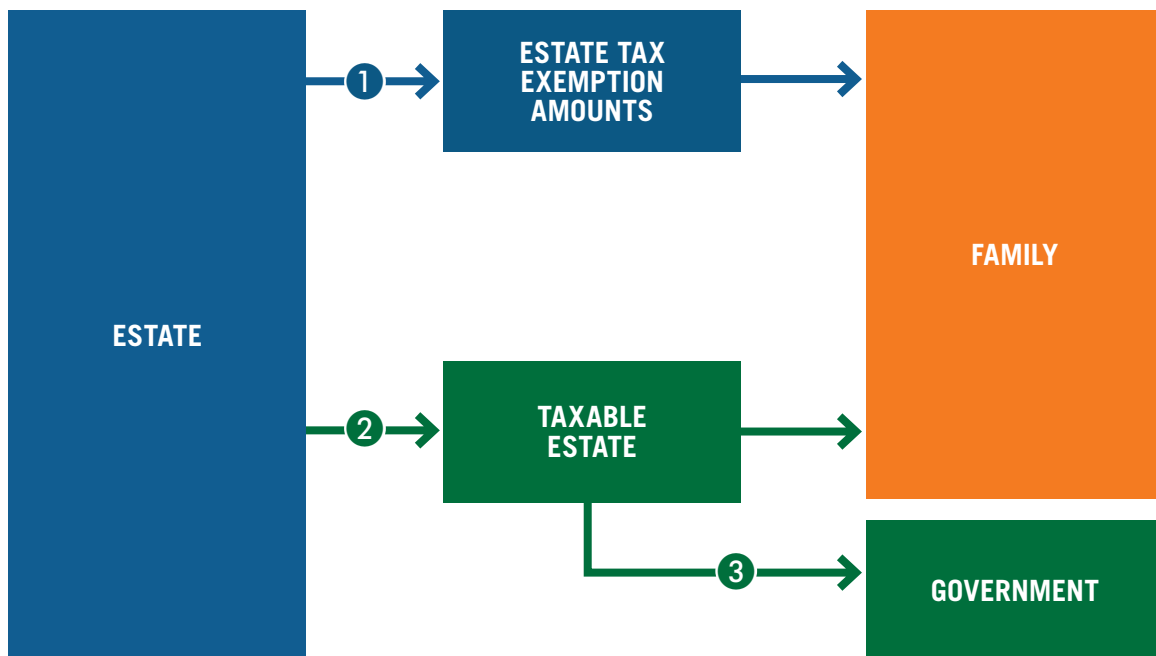 ESTATE
1
ESTATE TAX
EXEMPTION
AMOUNTS
FAMILY
2
TAXABLE
ESTATE
3
GOVERNMENT